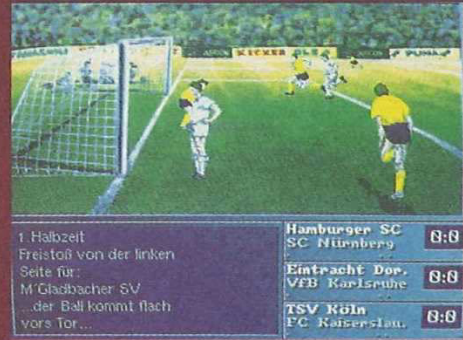 KICKER
PUMA
1.Halbzeit
Freistoß von der linken
Seite für:
M'Gladbacher SV
...der Ball kommt flach
vors Tor...
Hamburger SC
SC Nürnberg
0:0
Eintracht Dor.
VfB Karlsruhe
0:0
TSV Köln
FC Kaiserslau.
0:0